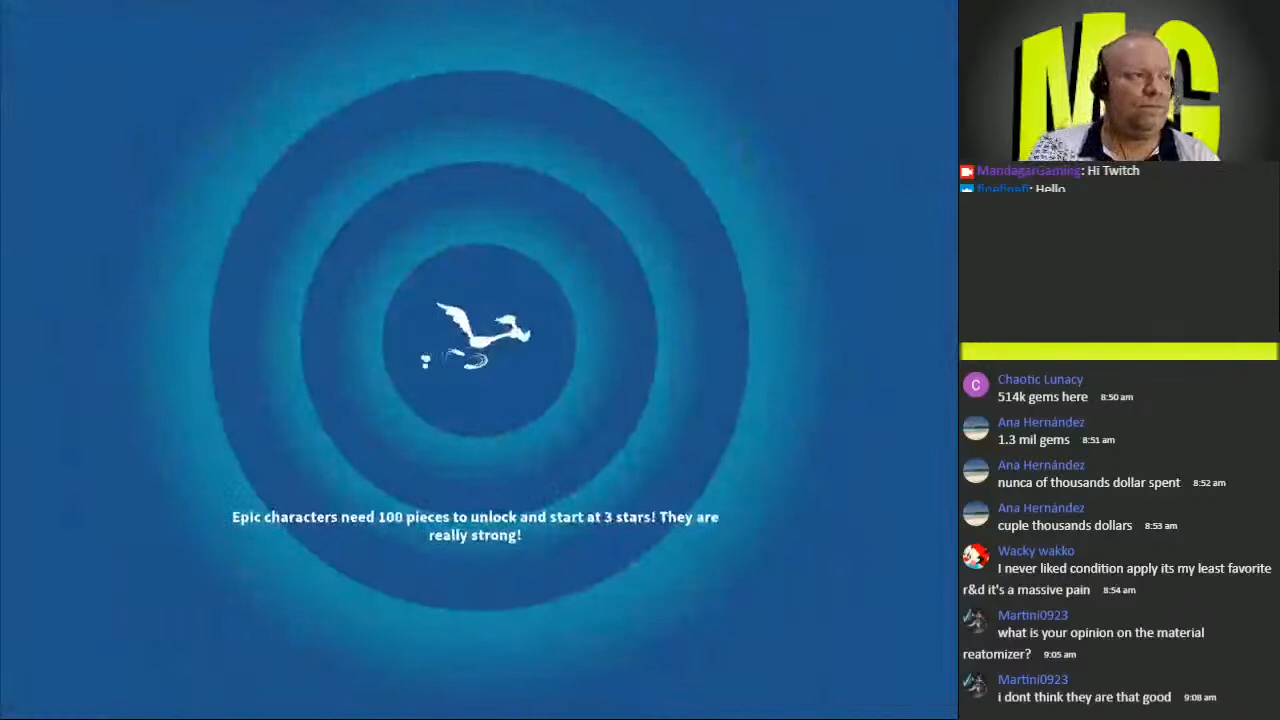 MG
MandagarGaming: Hi Twitch
finefinefi: Hello
Epic characters need 100 pieces to unlock and start at 3 stars! They are
really strong!
C
Chaotic Lunacy
514k gems here 8:50 am
Ana Hernández
1.3 mil gems 8:51 am
Ana Hernández
nunca of thousands dollar spent 8:52 am
Ana Hernández
cuple thousands dollars 8:53 am
Wacky wakko
I never liked condition apply its my least favorite
r&d it's a massive pain 8:54 am
Martini0923
what is your opinion on the material
reatomizer? 9:05 am
Martini0923
i dont think they are that good 9:08 am